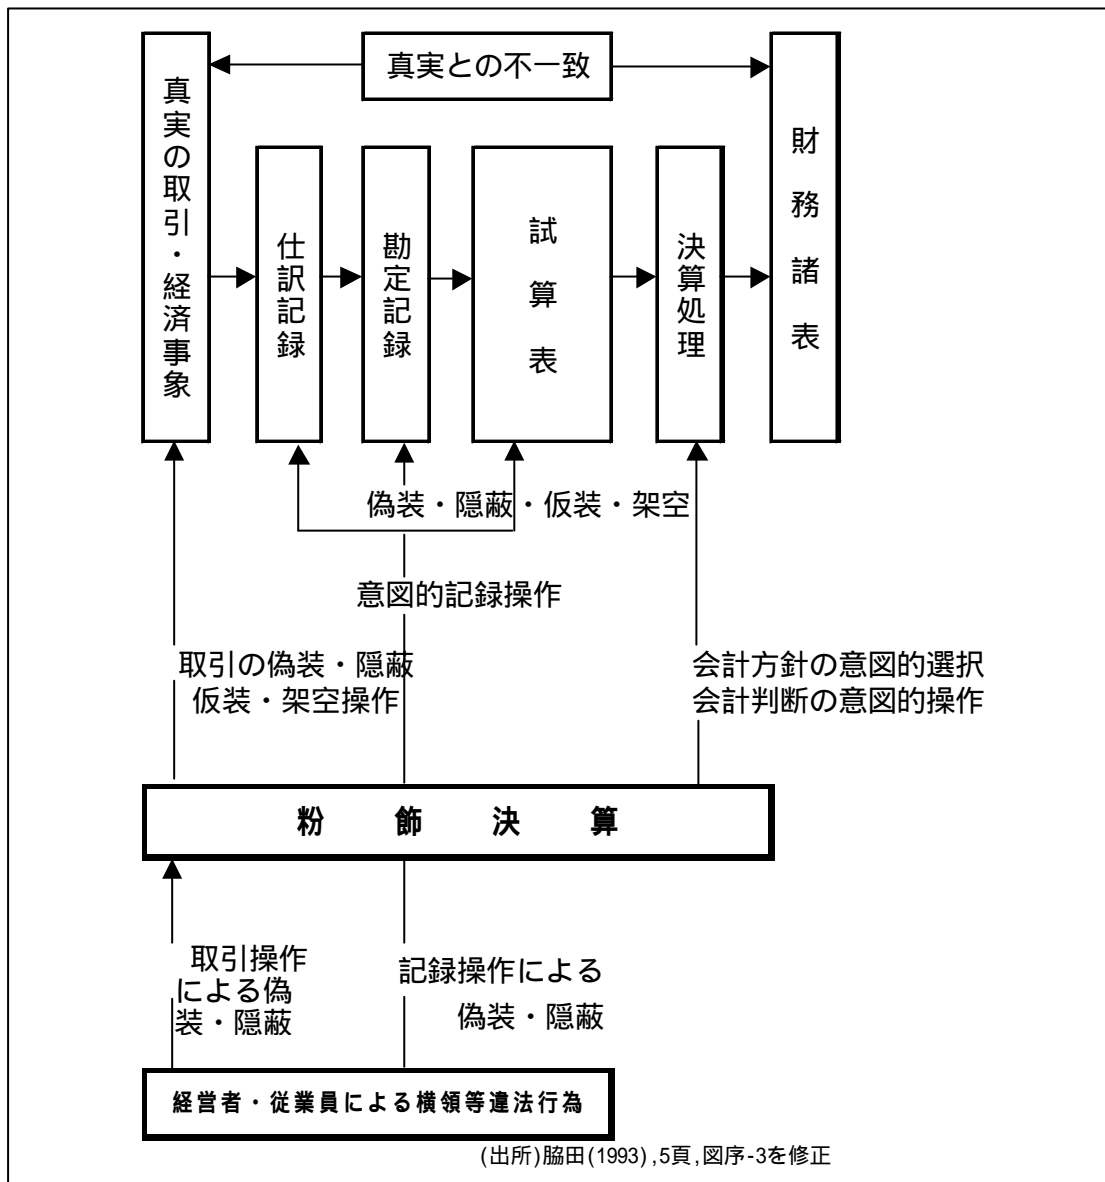 真実との不一致
真実の取引・経済事象
仕訳記録
勘定記録
試算表
決算処理
財務諸表
偽装・隠蔽・仮装・架空
意図的記録操作
取引の偽装・隠蔽
仮装・架空操作
会計方針の意図的選択
会計判断の意図的操作
粉飾決算
取引操作
による偽
装・隠蔽
記録操作による
偽装・隠蔽
経営者・従業員による横領等違法行為
(出所)脇田(1993),5頁,図序-3を修正